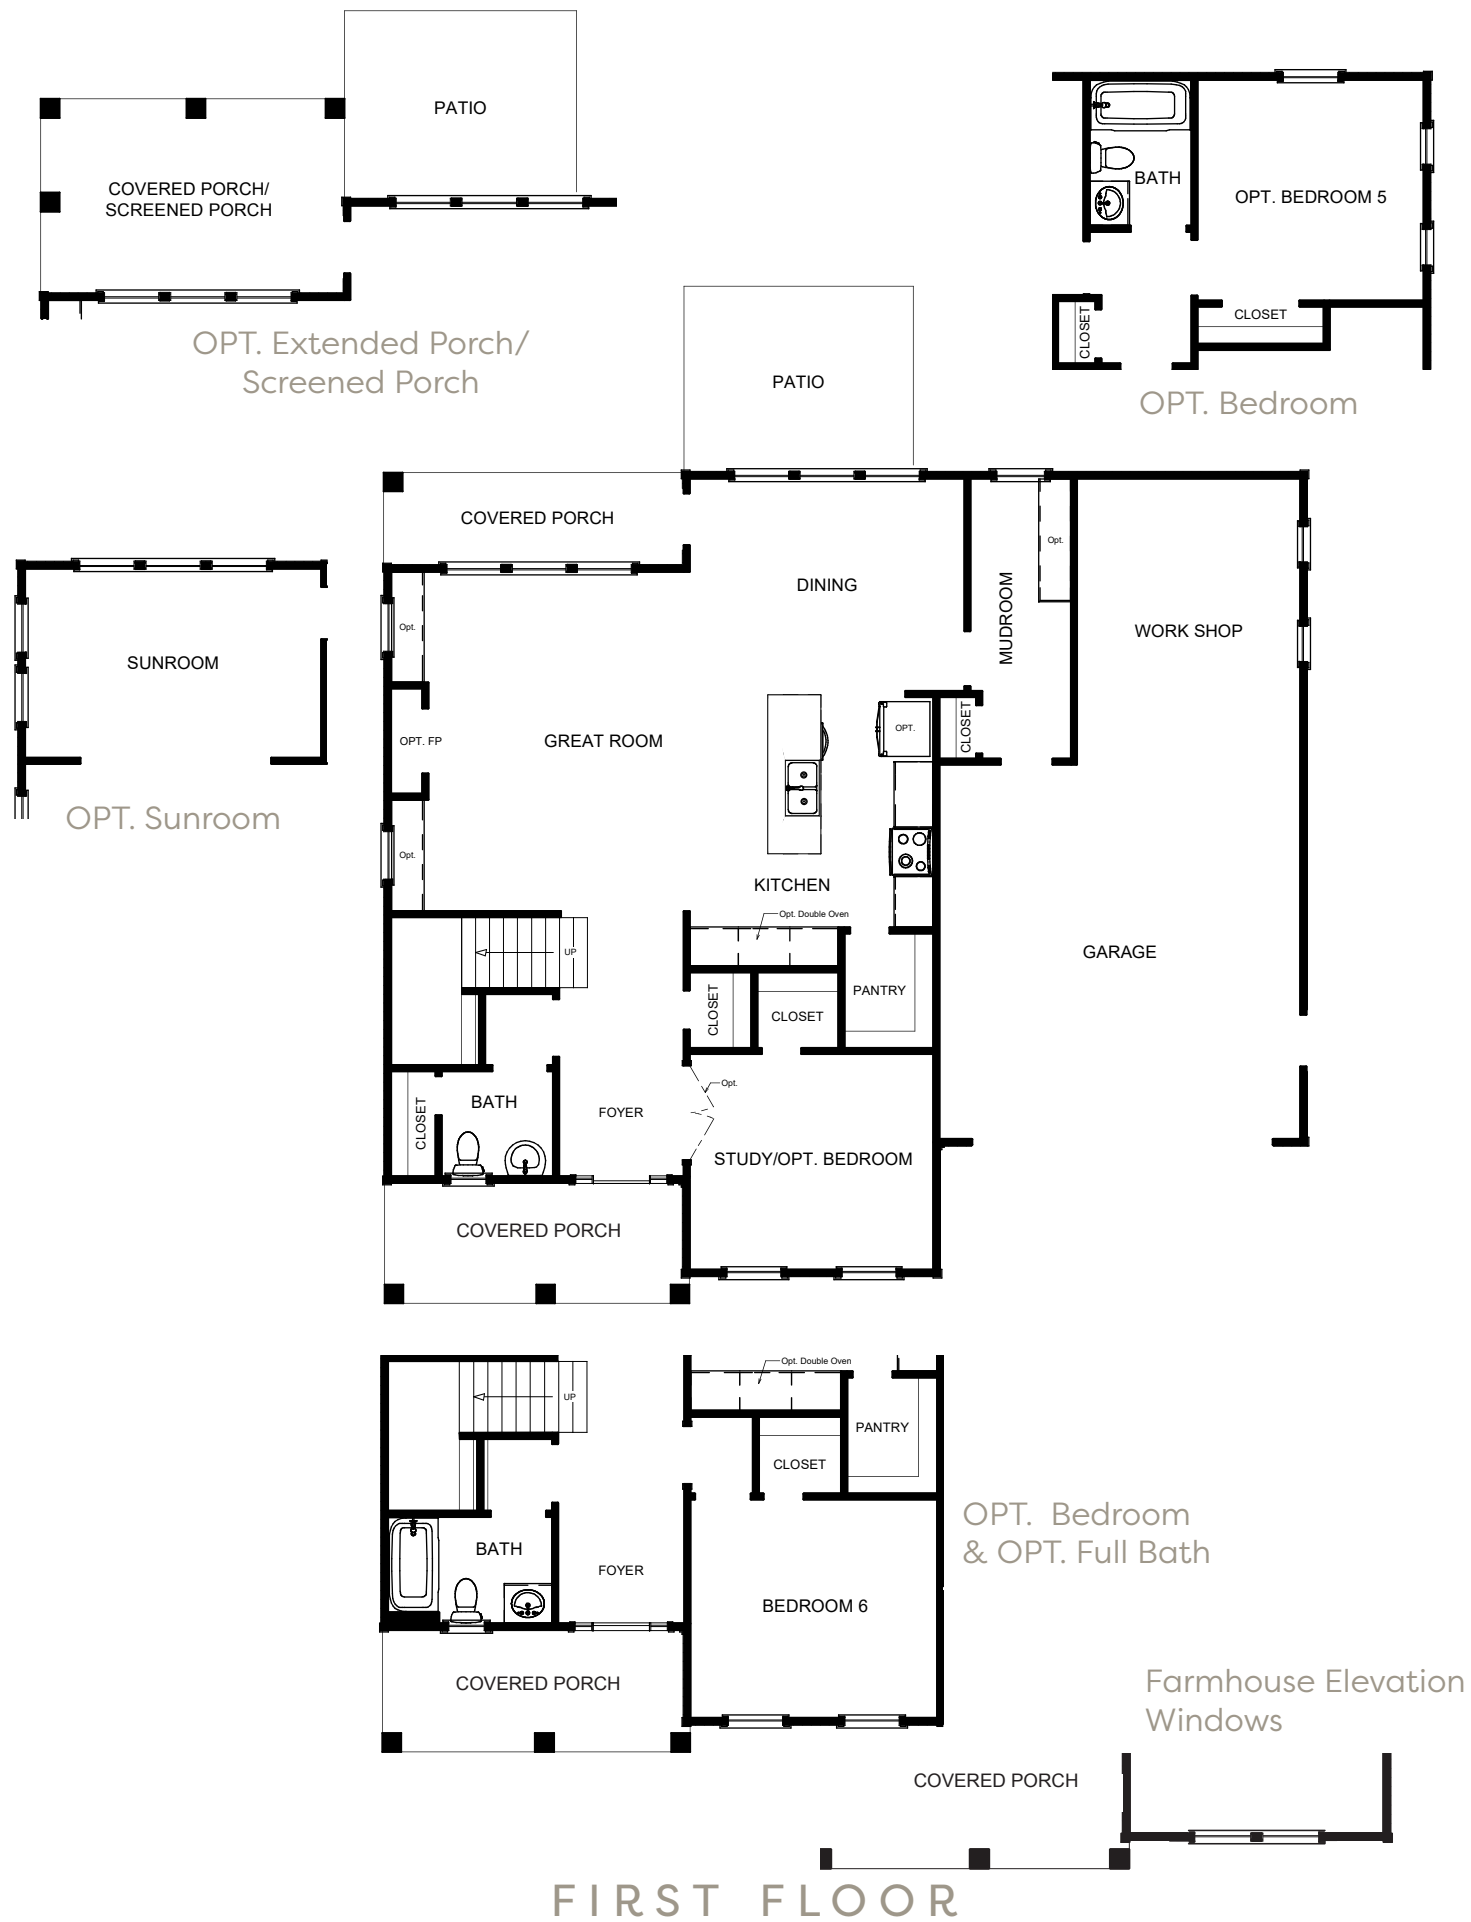 PATIO
COVERED PORCH/
SCREENED PORCH
OPT. Extended Porch/
Screened Porch
BATH
OPT. BEDROOM 5
CLOSET
CLOSET
OPT. Bedroom
PATIO
COVERED PORCH
DINING
Opt.
MUDROOM
WORK SHOP
Opt.
SUNROOM
OPT. Sunroom
OPT. FP
GREAT ROOM
CLOSET
OPT.
Opt.
KITCHEN
Opt. Double Oven
UP
GARAGE
PANTRY
CLOSET
CLOSET
Opt.
CLOSET
BATH
FOYER
STUDY/OPT. BEDROOM
COVERED PORCH
Opt. Double Oven
UP
PANTRY
CLOSET
OPT. Bedroom
& OPT. Full Bath
BATH
FOYER
BEDROOM 6
COVERED PORCH
Farmhouse Elevation
Windows
COVERED PORCH
FIRST FLOOR